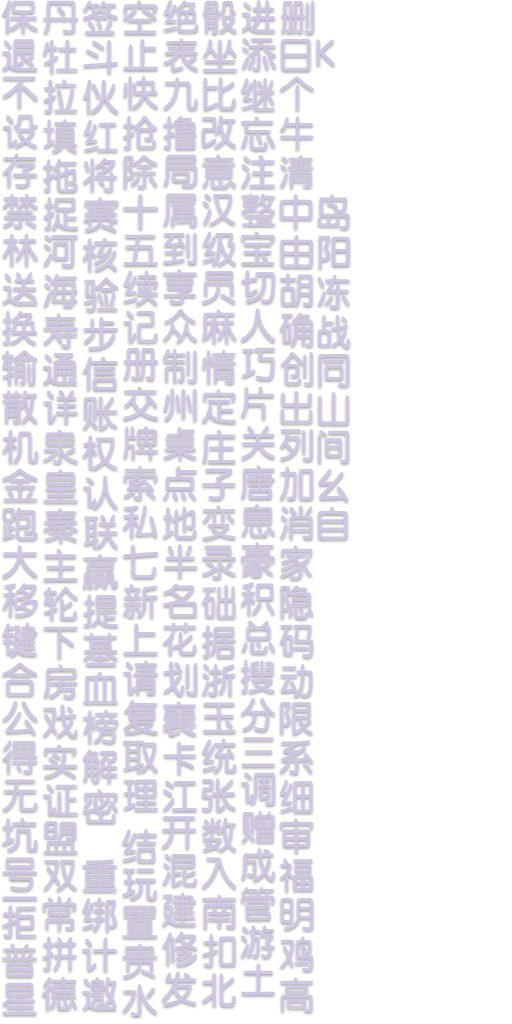 保退不设存禁林送换输散机金跑大移键合公得无坑号一拒普星
丹牡拉填拖捉河海寿通详泉皇秦主轮下房戏实证盟双常拼德
签斗伙红将赛核验步信账权认联赢提基血榜解密重绑计邀
空止快抢除十五续记册交牌索私七新上请复取理结玩置贵水
绝表九撸局属到享众制州桌点地半名花划襄卡江开混建修发
骰坐比改意汉级员麻情定庄子变录础据浙玉统张数入南扣北
进添继忘注整宝切人巧片关唐息豪积总搜分三调赠成管游土
删日个牛清中由胡确创出列加消家隐码动限系细审福明鸡高
K岛阳冻战同山间幺自